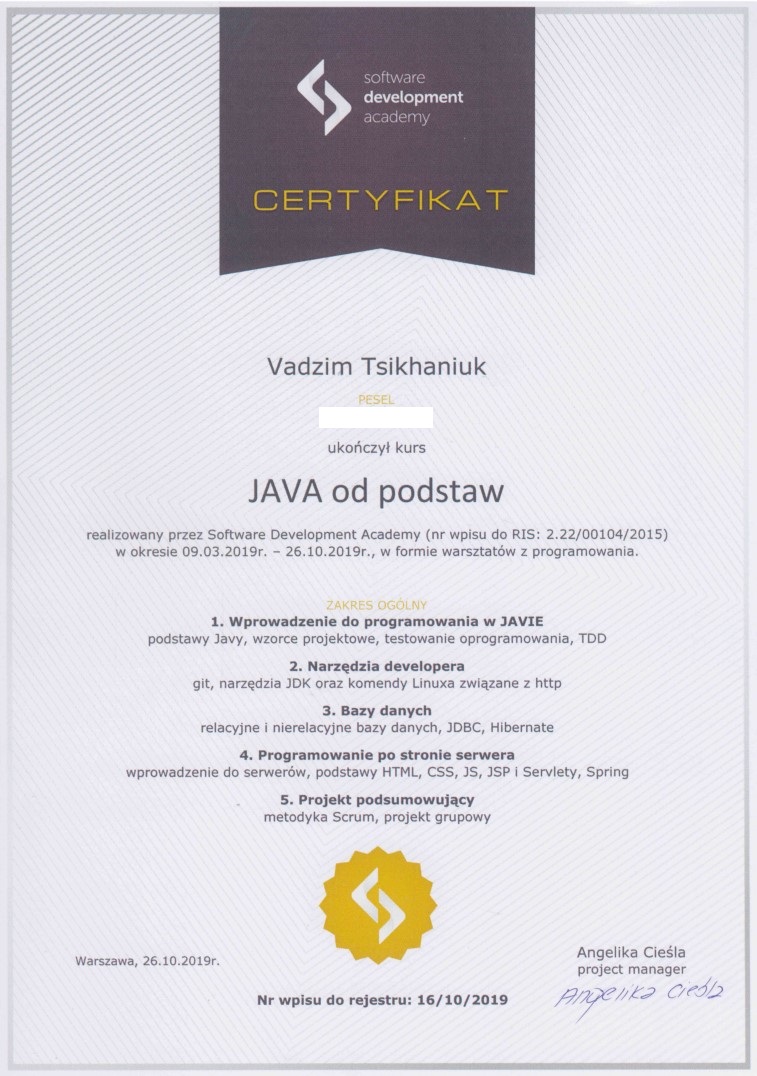 software
development
academy
CERTYFIKAT
Vadzim Tsikhaniuk
PESEL
ukończył kurs
JAVA od podstaw
realizowany przez Software Development Academy (nr wpisu do RIS: 2.22/00104/2015)
w okresie 09.03.2019r. – 26.10.2019r., w formie warsztatów z programowania.
ZAKRES OGÓLNY
1. Wprowadzenie do programowania w JAVIE
podstawy Javy, wzorce projektowe, testowanie oprogramowania, TDD
2. Narzędzia developera
git, narzędzia JDK oraz komendy Linuxa związane z http
3. Bazy danych
relacyjne i nierelacyjne bazy danych, JDBC, Hibernate
4. Programowanie po stronie serwera
wprowadzenie do serwerów, podstawy HTML, CSS, JS, JSP i Servlety, Spring
5. Projekt podsumowujący
metodyka Scrum, projekt grupowy
Warszawa, 26.10.2019r.
Angelika Cieśla
project manager
Angelika Cieśla
Nr wpisu do rejestru: 16/10/2019